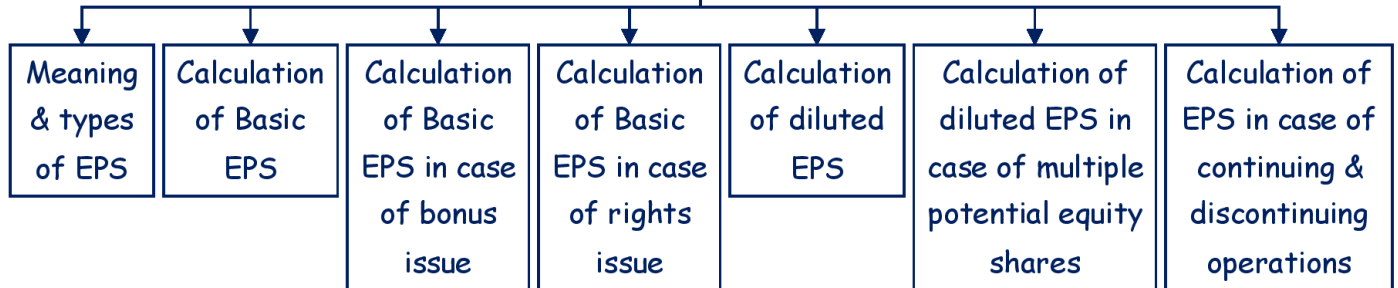 Meaning
& types
of EPS
Calculation
of Basic
EPS
Calculation
of Basic
EPS in case
of bonus
issue
Calculation
of Basic
EPS in case
of rights
issue
Calculation
of diluted
EPS
Calculation of
diluted EPS in
case of multiple
potential equity
shares
Calculation of
EPS in case of
continuing &
discontinuing
operations